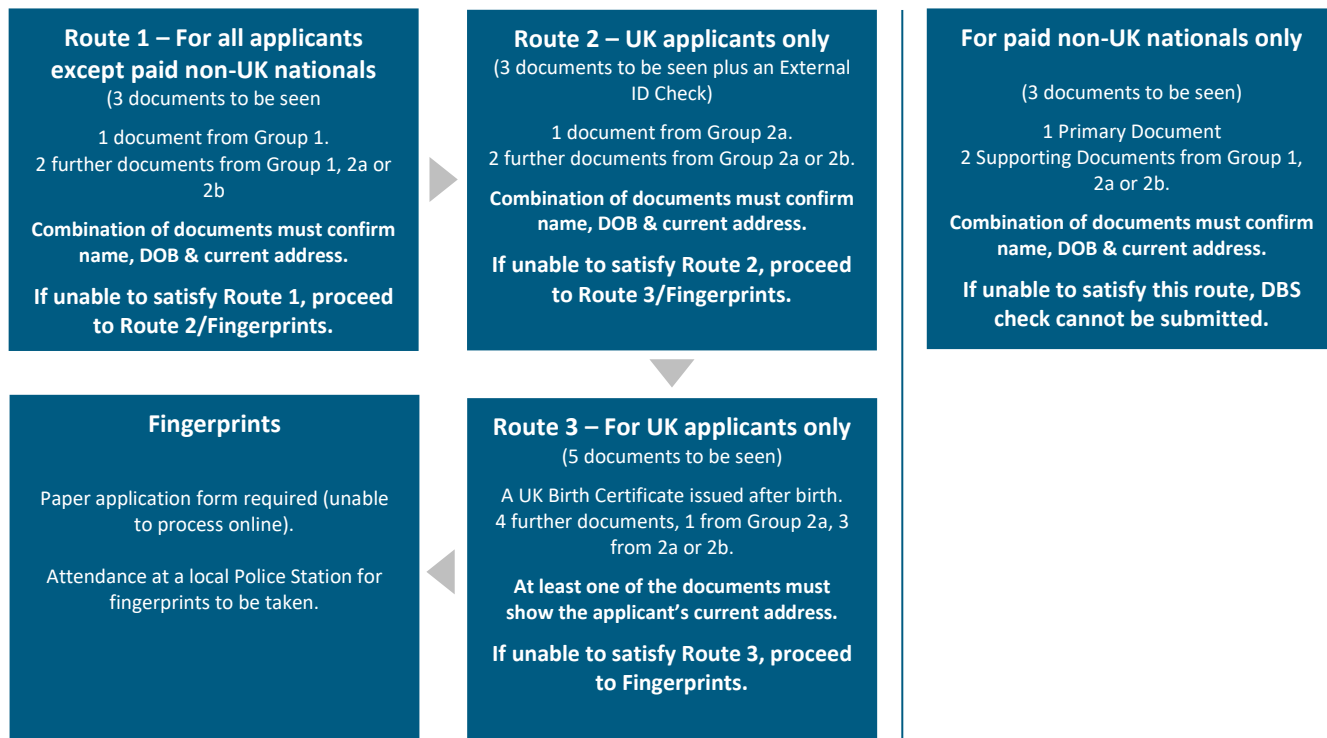 Route 1 – For all applicants
except paid non-UK nationals
(3 documents to be seen
1 document from Group 1.
2 further documents from Group 1, 2a or
2b
Combination of documents must confirm
name, DOB & current address.
If unable to satisfy Route 1, proceed
to Route 2/Fingerprints.
Route 2 – UK applicants only
(3 documents to be seen plus an External
ID Check)
1 document from Group 2a.
2 further documents from Group 2a or 2b.
Combination of documents must confirm
name, DOB & current address.
If unable to satisfy Route 2, proceed
to Route 3/Fingerprints.
For paid non-UK nationals only
(3 documents to be seen)
1 Primary Document
2 Supporting Documents from Group 1,
2a or 2b.
Combination of documents must confirm
name, DOB & current address.
If unable to satisfy this route, DBS
check cannot be submitted.
Fingerprints
Paper application form required (unable
to process online).
Attendance at a local Police Station for
fingerprints to be taken.
Route 3 – For UK applicants only
(5 documents to be seen)
A UK Birth Certificate issued after birth.
4 further documents, 1 from Group 2a, 3
from 2a or 2b.
At least one of the documents must
show the applicant's current address.
If unable to satisfy Route 3, proceed
to Fingerprints.